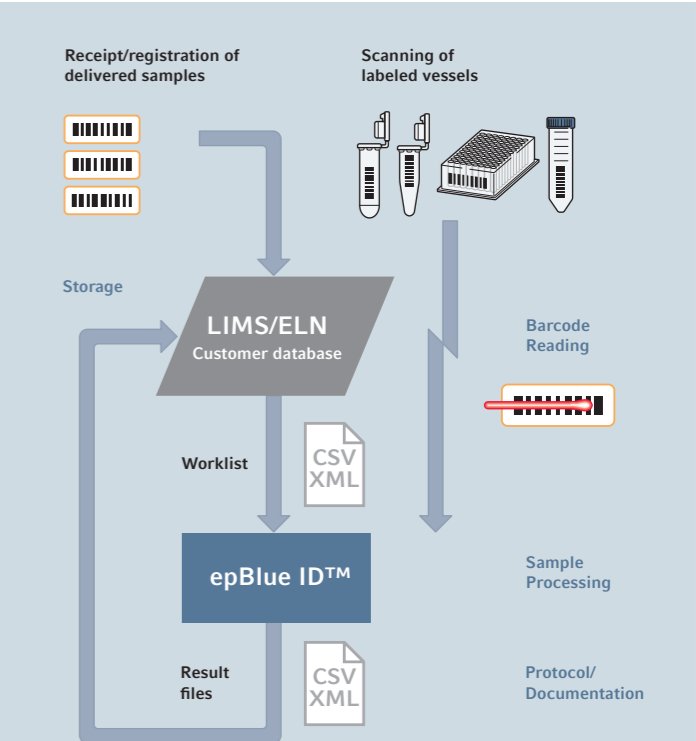 Receipt/registration of
delivered samples
Scanning of
labeled vessels
Storage
LIMS/ELN
Customer database
Barcode
Reading
Worklist
CSV
XML
epBlue ID™
Sample
Processing
Result
files
CSV
XML
Protocol/
Documentation